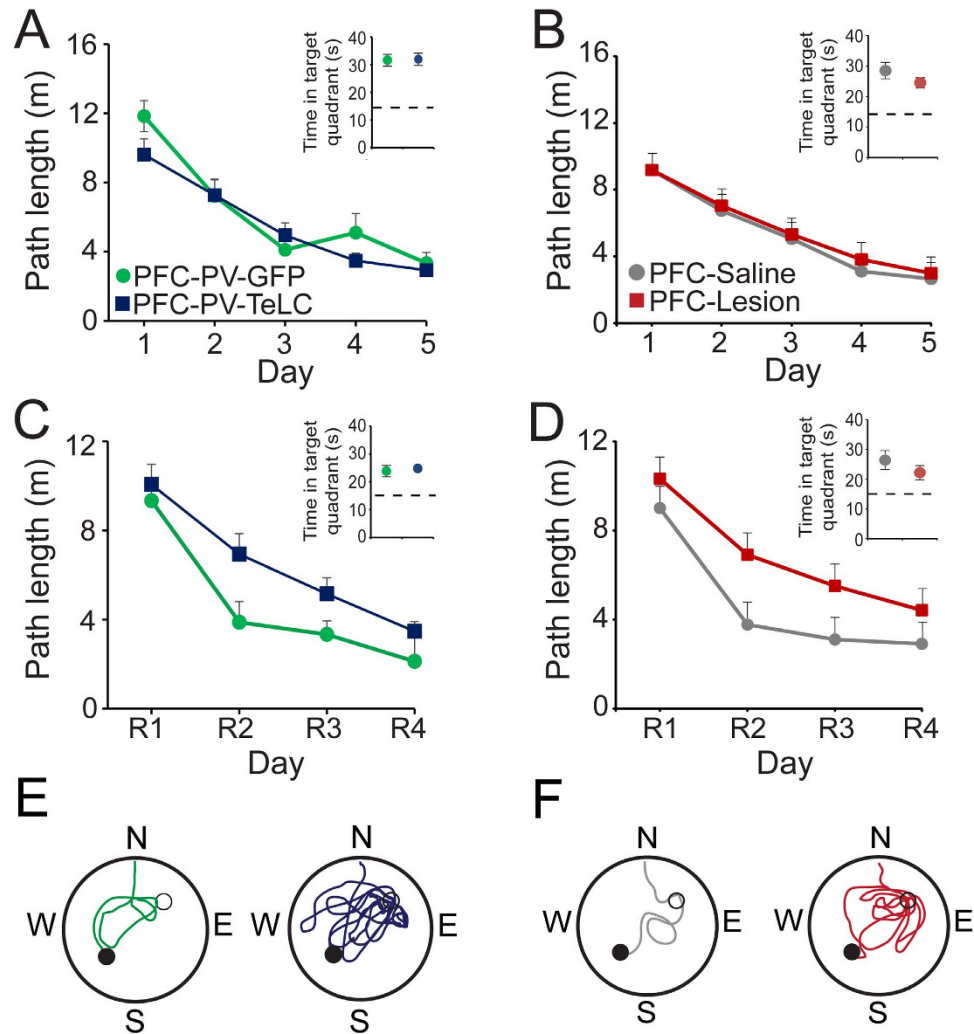 A
Path length (m)
16
12
8
4
0
1 2 3 4 5
Day
PFC-PV-GFP
PFC-PV-TeLC
Time in target
quadrant (s)
40
30
20
10
0
B
Path length (m)
16
12
8
4
0
1 2 3 4 5
Day
PFC-Saline
PFC-Lesion
Time in target
quadrant (s)
40
30
20
10
0
C
Path length (m)
12
8
4
0
R1 R2 R3 R4
Day
Time in target
quadrant (s)
40
30
20
10
0
D
Path length (m)
12
8
4
0
R1 R2 R3 R4
Day
Time in target
quadrant (s)
40
30
20
10
0
E
N
W E
S
F
N
W E
S